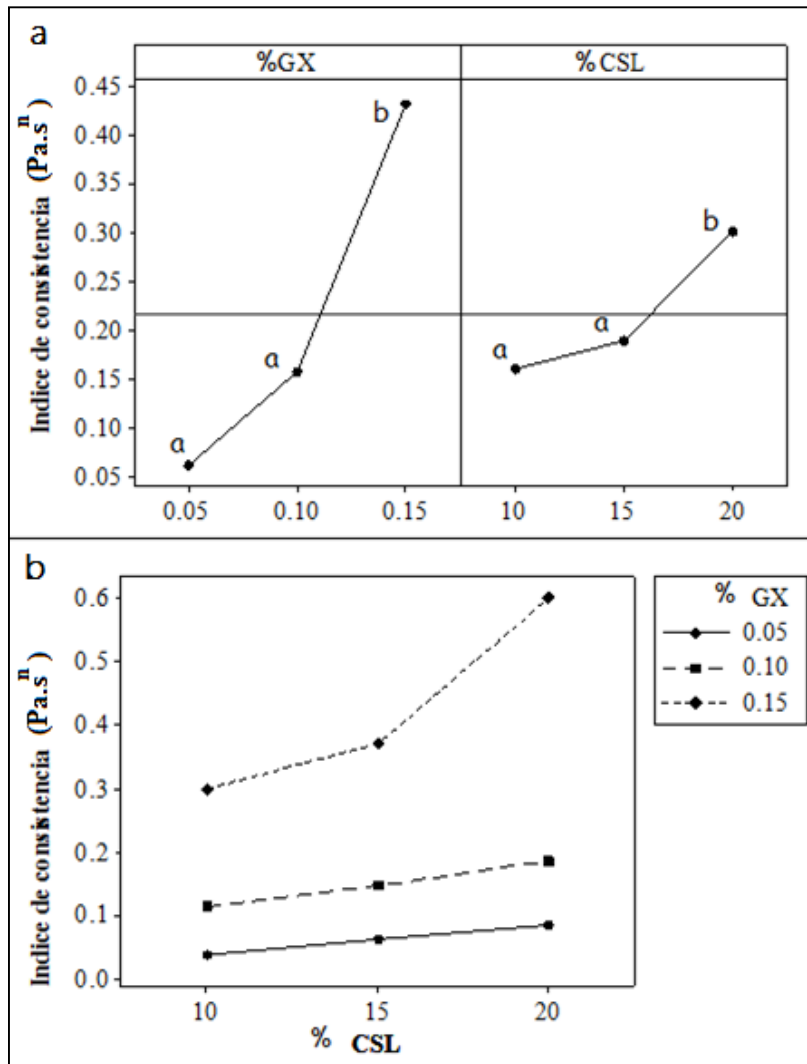 a
%GX
%CSL
Indice de consistencia (Pa.sⁿ)
0.45
0.40
0.35
0.30
0.25
0.20
0.15
0.10
0.05
a
a
b
a
a
b
0.05 0.10 0.15
10 15 20
b
Indice de consistencia (Pa.sⁿ)
0.6
0.5
0.4
0.3
0.2
0.1
0.0
10 15 20
% CSL
% GX
0.05
0.10
0.15